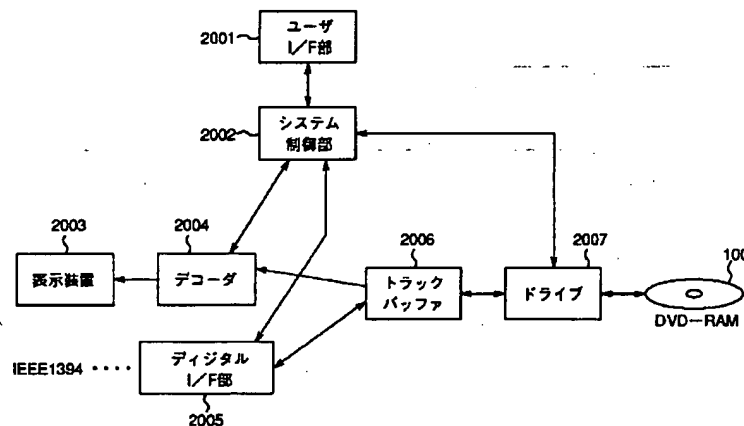 2001
ユーザ
I/F部
2002
システム
制御部
2003
表示装置
2004
デコーダ
2006
トラック
バッファ
2007
ドライブ
100
DVD-RAM
IEEE1394 ・・・・
ディジタル
I/F部
2005